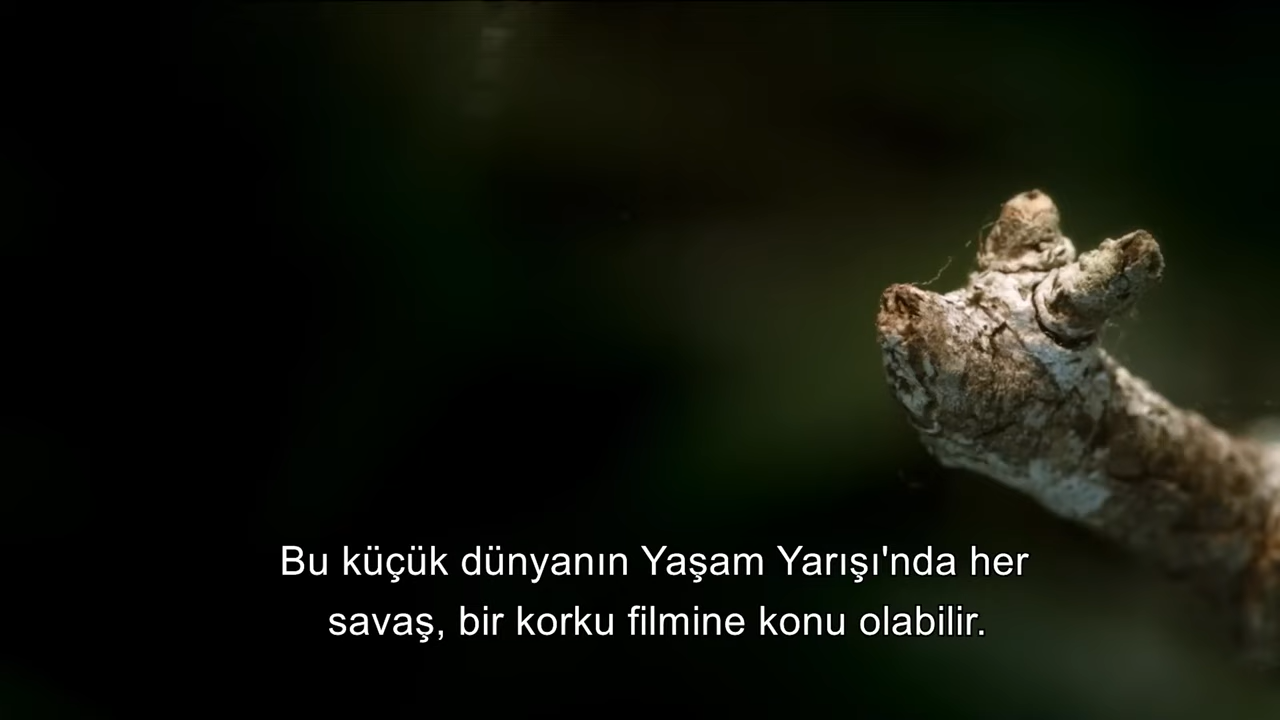 Bu küçük dünyanın Yaşam Yarışı'nda her
savaş, bir korku filmine konu olabilir.